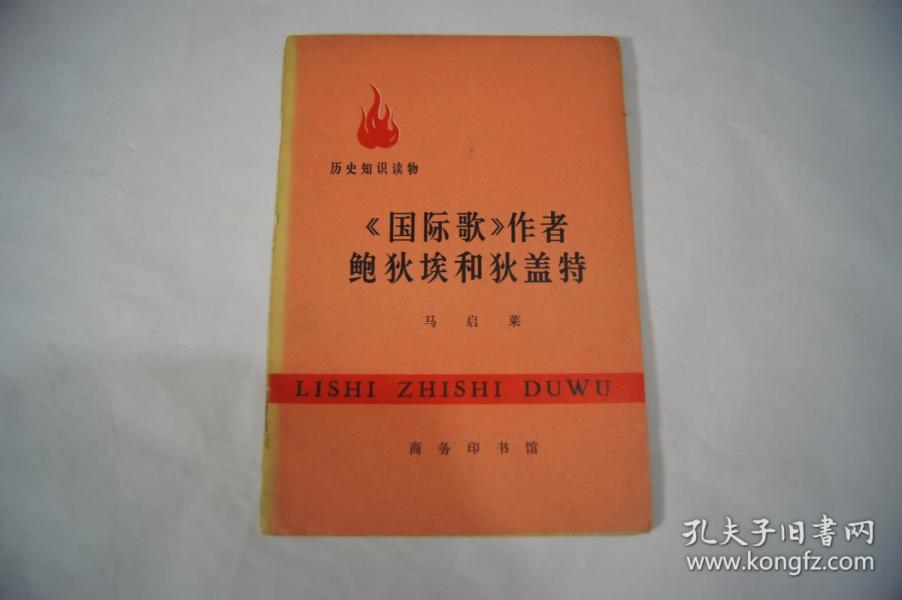 历史知识读物
《国际歌》作者
鲍狄埃和狄盖特
马启莱
LISHI ZHISHI DUWU
商务印书馆
孔夫子旧书网
www.kongfz.com